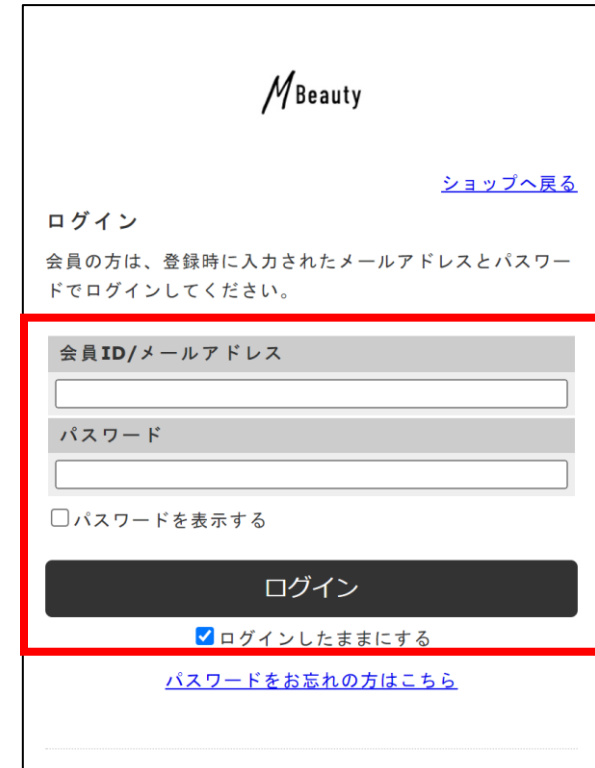 M Beauty
ショップへ戻る
ログイン
会員の方は、登録時に入力されたメールアドレスとパスワー
ドでログインしてください。
会員ID/メールアドレス
パスワード
パスワードを表示する
ログイン
ログインしたままにする
パスワードをお忘れの方はこちら